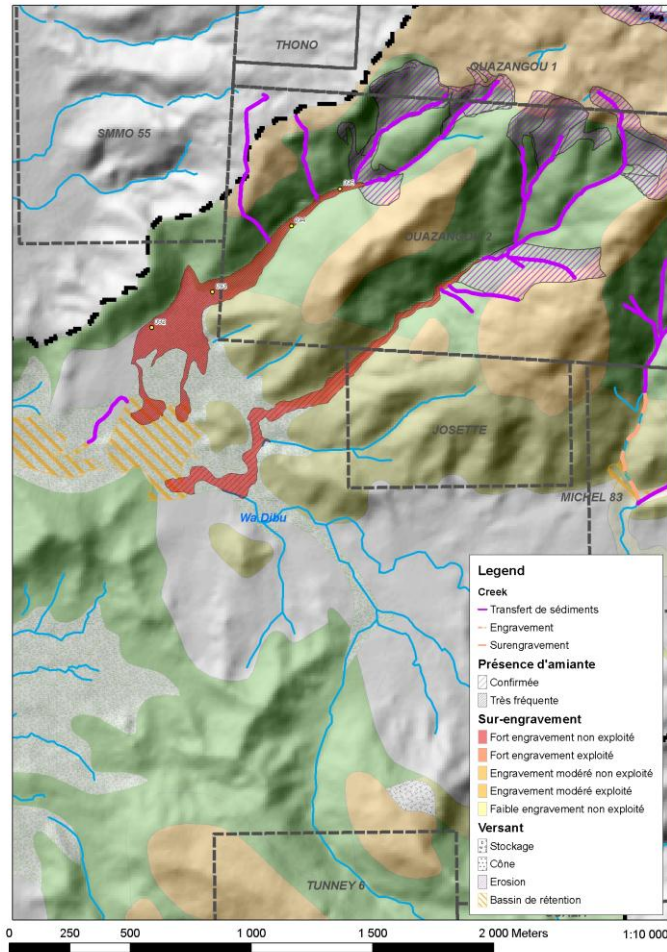 THONO
OUAZANGOU 1
SMMO 55
OUAZANGOU 2
JOSETTE
MICHEL 83
Wa Dibu
TUNNEY 6
Legend
Creek
Transfert de sédiments
Engravement
Surengravement
Présence d'amiante
Confirmée
Très fréquente
Sur-engravement
Fort engravement non exploité
Fort engravement exploité
Engravement modéré non exploité
Engravement modéré exploité
Faible engravement non exploité
Versant
Stockage
Cône
Erosion
Bassin de rétention
0 250 500 1 000 1 500 2 000 Meters 1:10 000